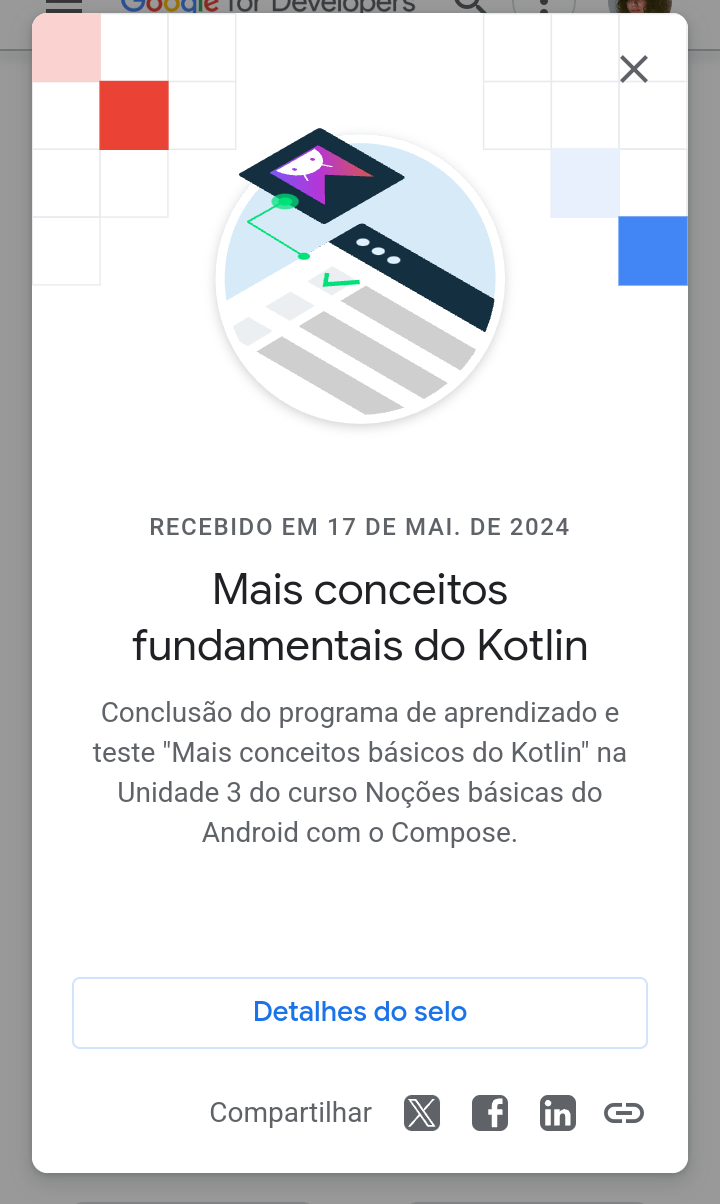 Google for Developers
RECEBIDO EM 17 DE MAI. DE 2024
Mais conceitos
fundamentais do Kotlin
Conclusão do programa de aprendizado e
teste "Mais conceitos básicos do Kotlin" na
Unidade 3 do curso Noções básicas do
Android com o Compose.
Detalhes do selo
Compartilhar